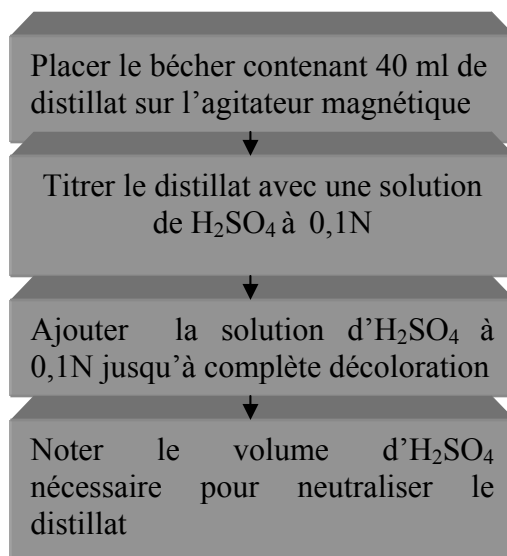 Placer le bécher contenant 40 ml de
distillat sur l’agitateur magnétique
Titrer le distillat avec une solution
de H₂SO₄ à 0,1N
Ajouter la solution d’H₂SO₄ à
0,1N jusqu’à complète décoloration
Noter le volume d’H₂SO₄
nécessaire pour neutraliser le
distillat